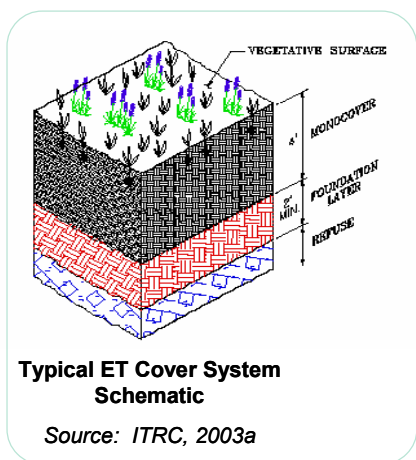 VEGETATIVE SURFACE
4'
MONOCOVER
2'
MIN.
FOUNDATION
LAYER
REFUSE
Typical ET Cover System
Schematic
Source: ITRC, 2003a